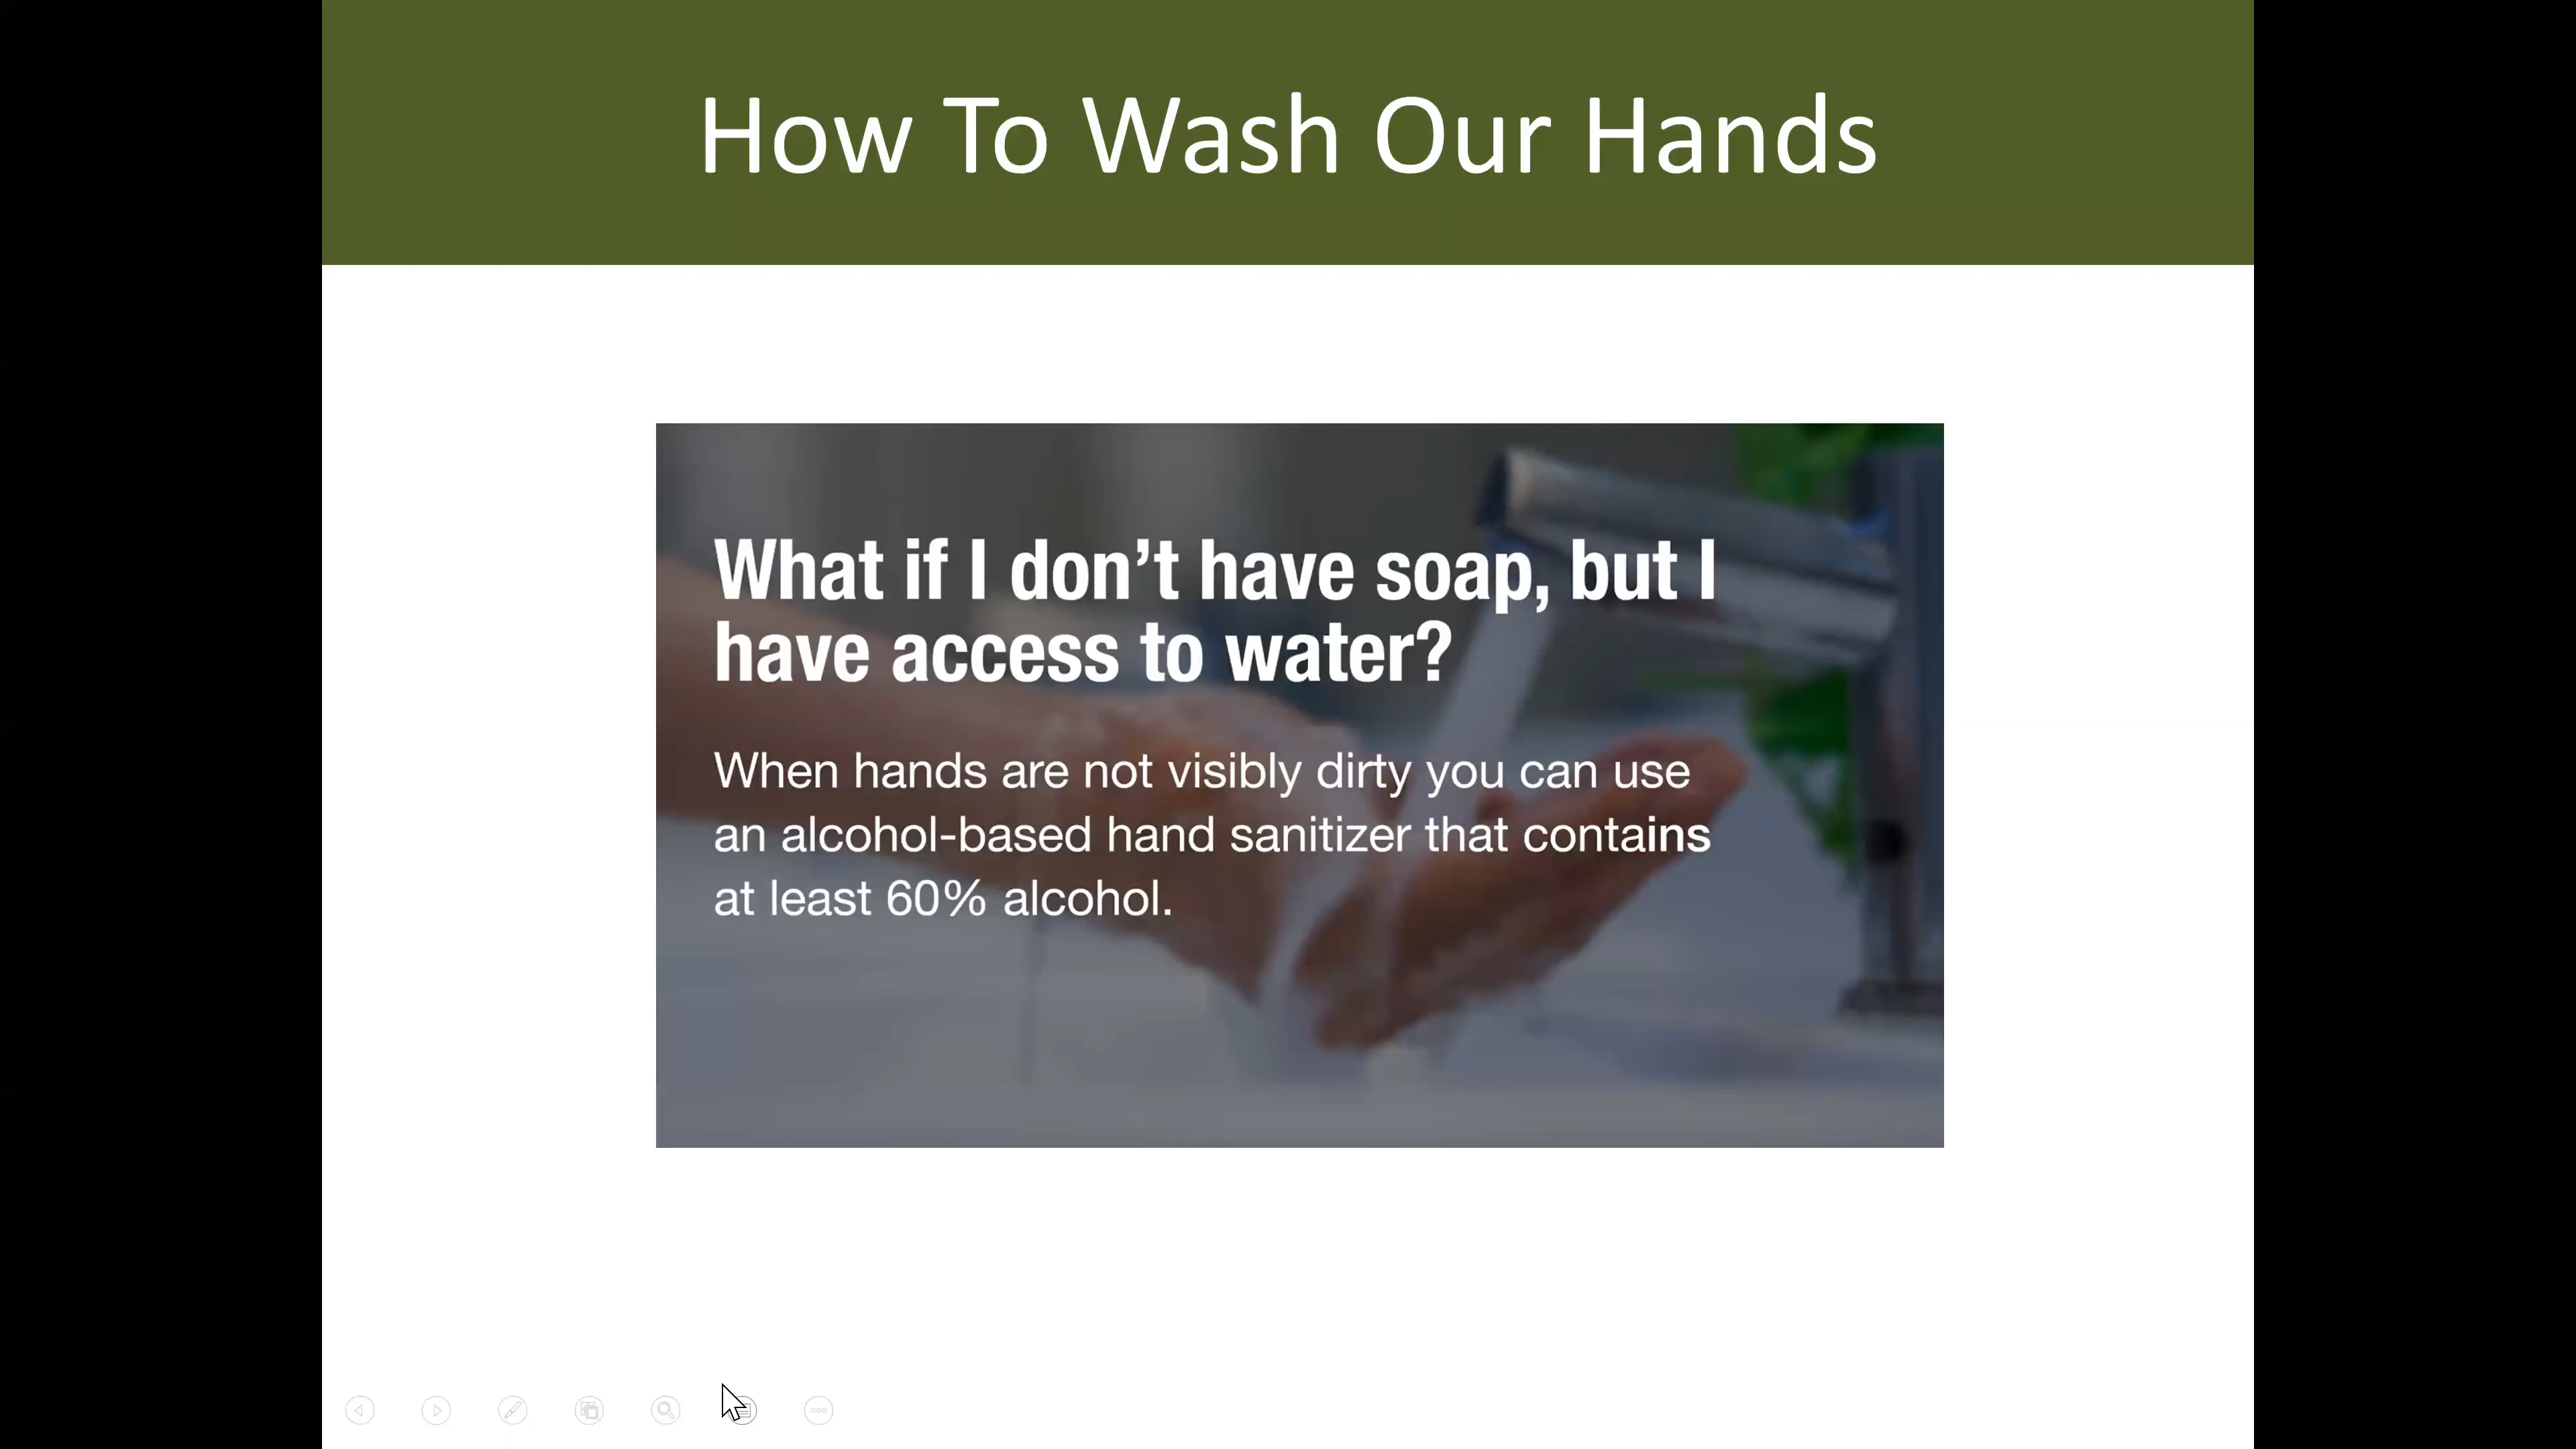 How To Wash Our Hands
What if I don’t have soap, but I
have access to water?
When hands are not visibly dirty you can use
an alcohol-based hand sanitizer that contains
at least 60% alcohol.